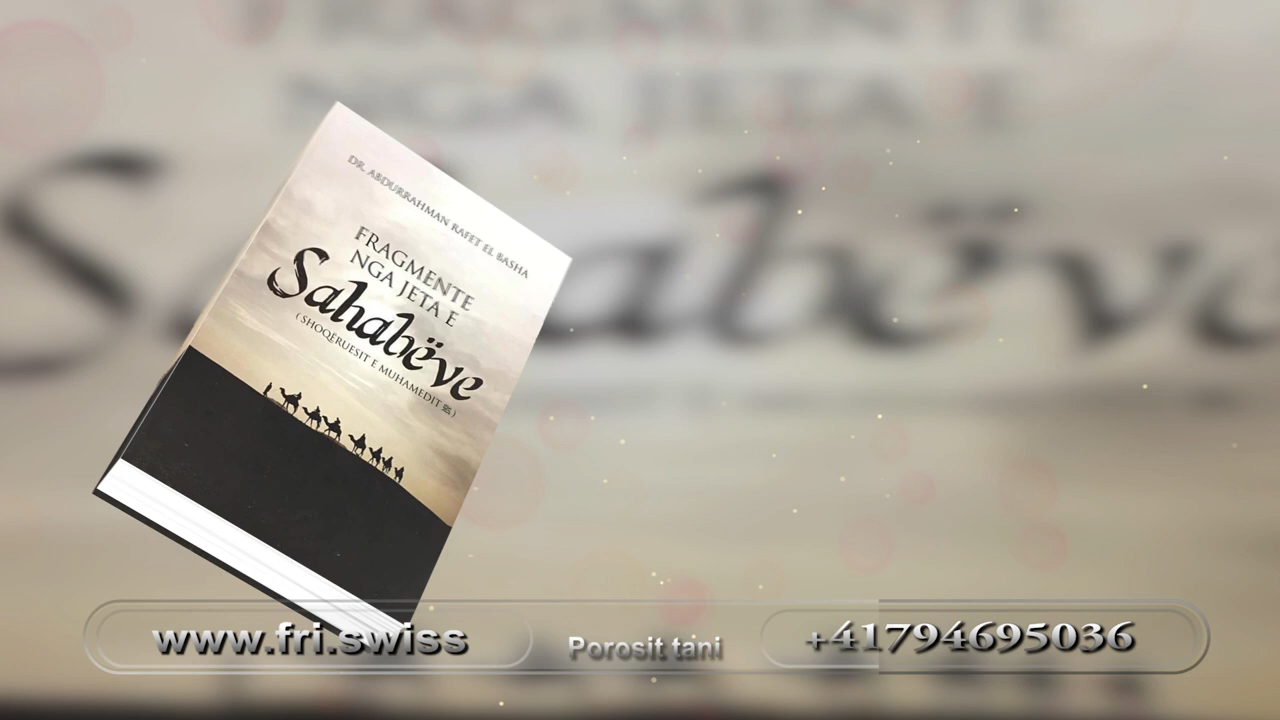 DR. ABDURRAHMAN RAFET EL BASHA
FRAGMENTE
NGA JETA E
Sahabëve
( SHOQËRUESIT E MUHAMEDIT ﷺ )
www.fri.swiss
Porosit tani
+41794695036